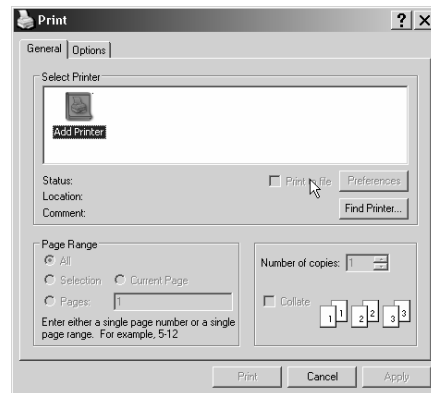 Print
General Options
Select Printer
Add Printer
Status:
Print to file
Preferences
Location:
Comment:
Find Printer...
Page Range
All
Selection
Current Page
Pages:
1
Enter either a single page number or a single
page range. For example, 5-12
Number of copies: 1
Collate
1 1 2 2 3 3
Print Cancel Apply